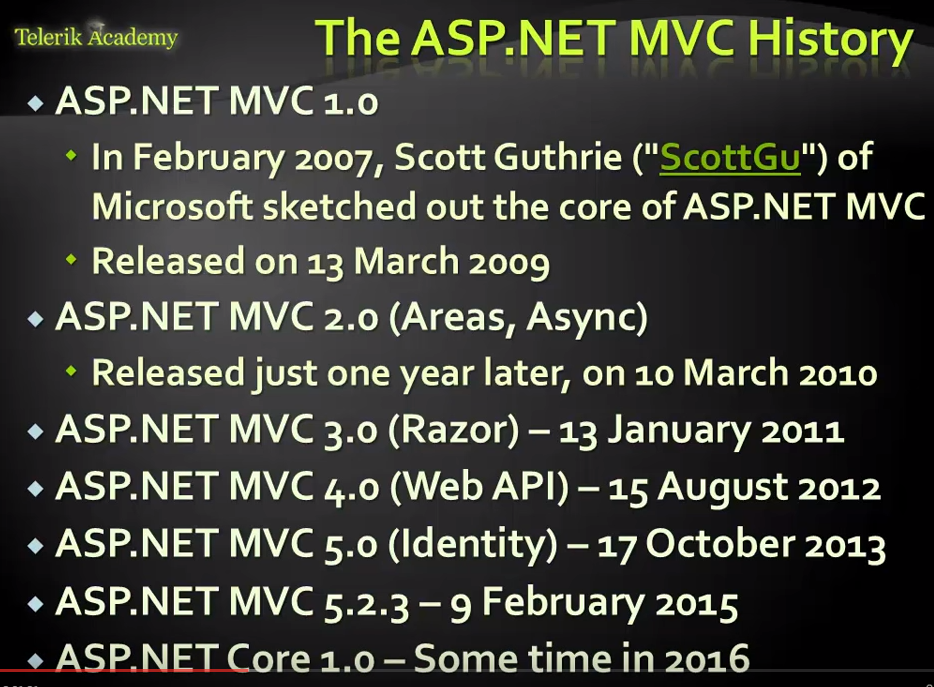 Telerik Academy
The ASP.NET MVC History
ASP.NET MVC 1.0
In February 2007, Scott Guthrie ("ScottGu") of
Microsoft sketched out the core of ASP.NET MVC
Released on 13 March 2009
ASP.NET MVC 2.0 (Areas, Async)
Released just one year later, on 10 March 2010
ASP.NET MVC 3.0 (Razor) – 13 January 2011
ASP.NET MVC 4.0 (Web API) – 15 August 2012
ASP.NET MVC 5.0 (Identity) – 17 October 2013
ASP.NET MVC 5.2.3 – 9 February 2015
ASP.NET Core 1.0 – Some time in 2016